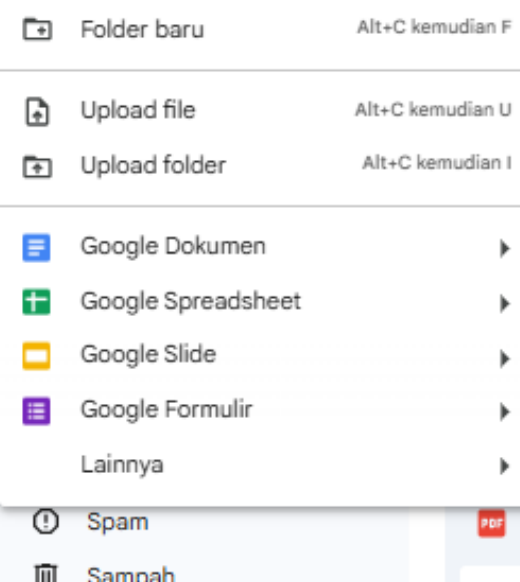 Folder baru Alt+C kemudian F
Upload file Alt+C kemudian U
Upload folder Alt+C kemudian I
Google Dokumen
Google Spreadsheet
Google Slide
Google Formulir
Lainnya
Spam
PDF
Sampah